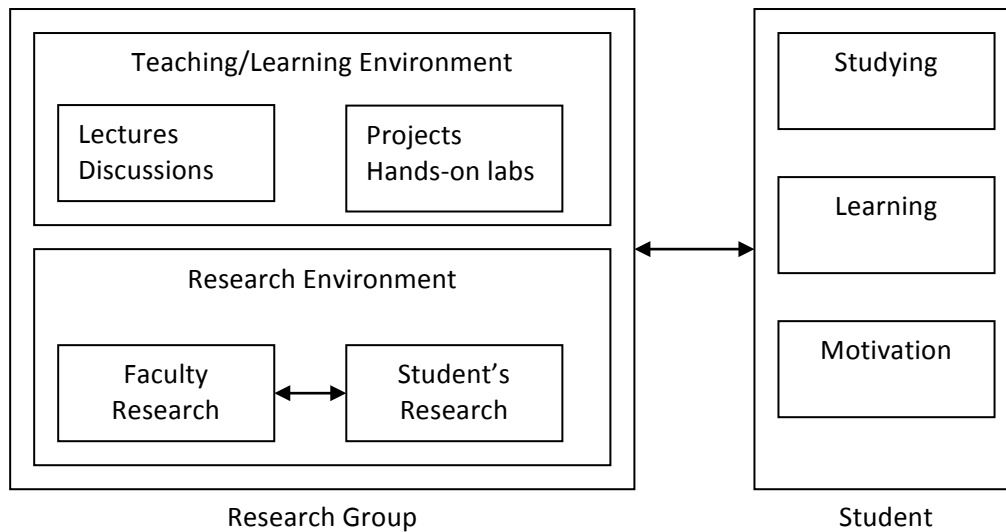 Teaching/Learning Environment
Lectures
Discussions
Projects
Hands-on labs
Research Environment
Faculty
Research
Student’s
Research
Research Group
Studying
Learning
Motivation
Student